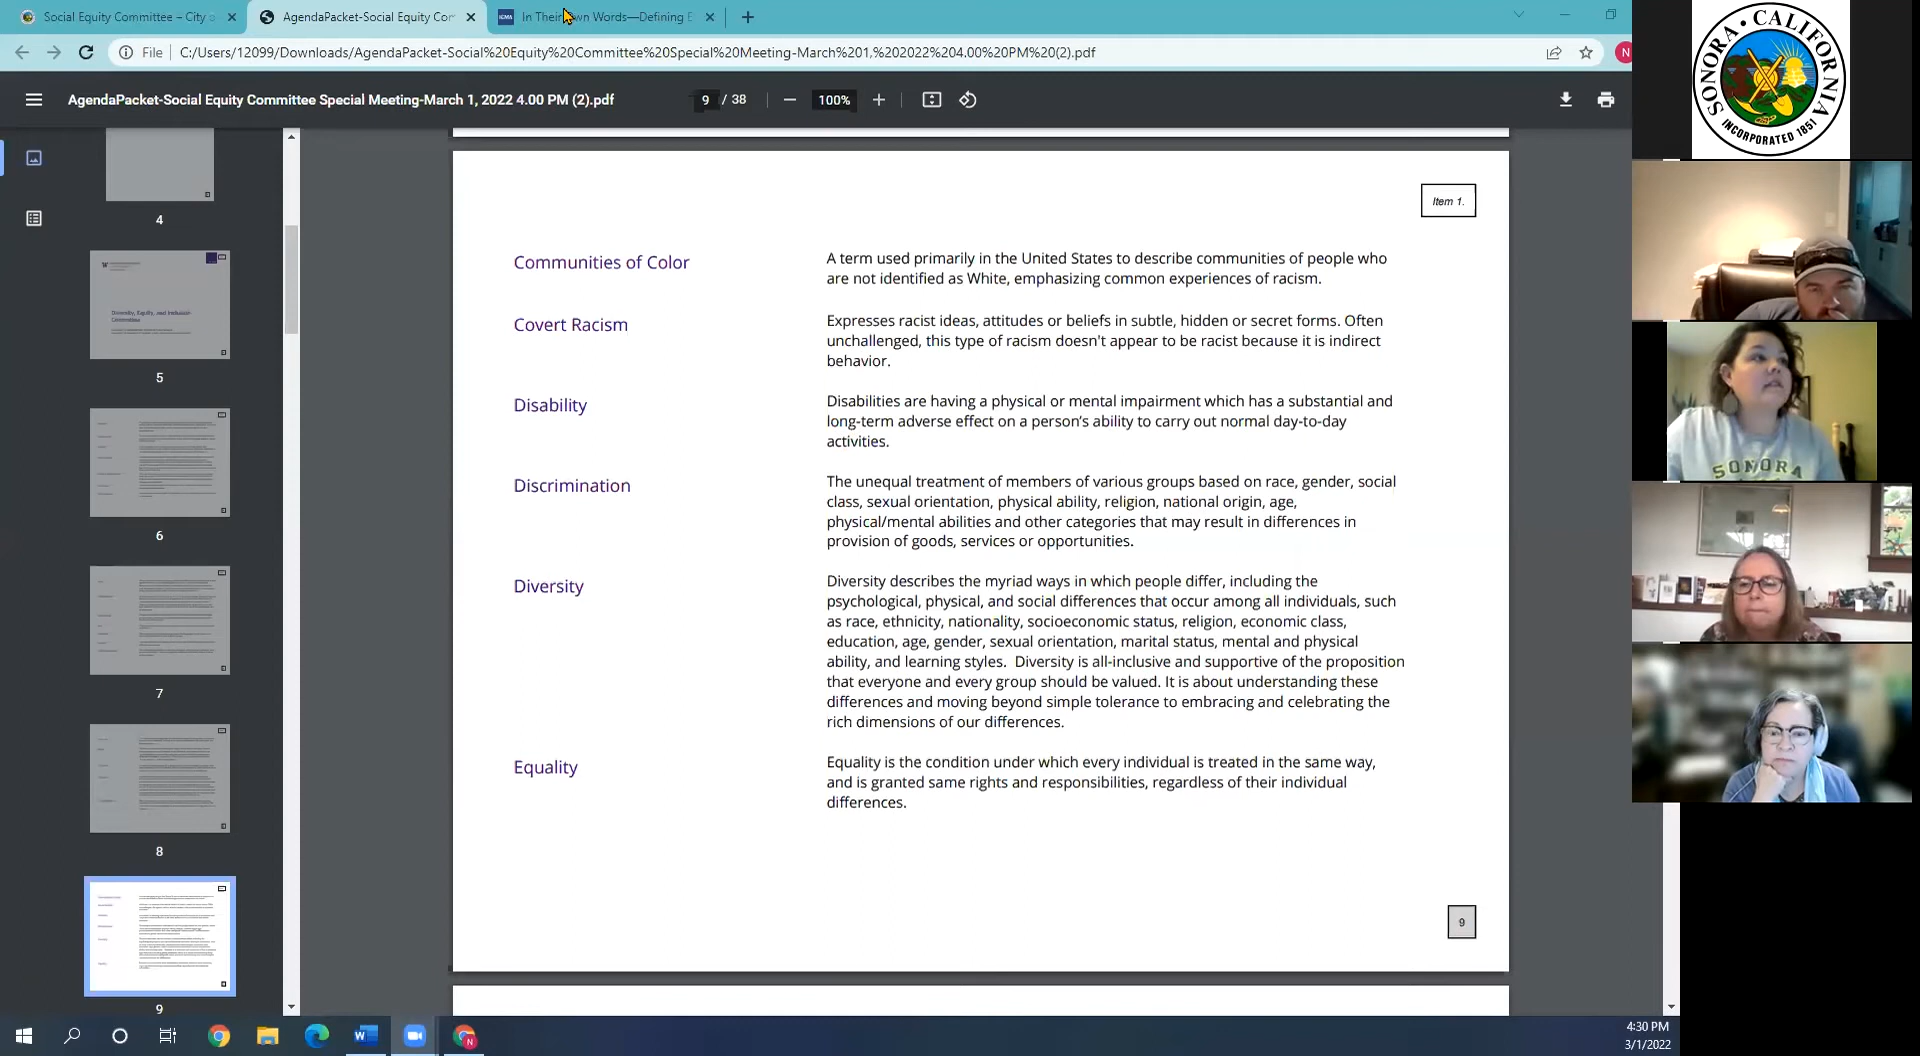 Social Equity Committee – City o
AgendaPacket-Social Equity Com
ICMA
In Their Own Words—Defining E
File
C:/Users/12099/Downloads/AgendaPacket-Social%20Equity%20Committee%20Special%20Meeting-March%201,%202022%204.00%20PM%20(2).pdf
N
AgendaPacket-Social Equity Committee Special Meeting-March 1, 2022 4.00 PM (2).pdf
9 / 38
100%
4
Diversity, Equity, and Inclusion
Committee
5
6
7
8
9
Item 1.
Communities of Color
A term used primarily in the United States to describe communities of people who
are not identified as White, emphasizing common experiences of racism.
Covert Racism
Expresses racist ideas, attitudes or beliefs in subtle, hidden or secret forms. Often
unchallenged, this type of racism doesn't appear to be racist because it is indirect
behavior.
Disability
Disabilities are having a physical or mental impairment which has a substantial and
long-term adverse effect on a person's ability to carry out normal day-to-day
activities.
Discrimination
The unequal treatment of members of various groups based on race, gender, social
class, sexual orientation, physical ability, religion, national origin, age,
physical/mental abilities and other categories that may result in differences in
provision of goods, services or opportunities.
Diversity
Diversity describes the myriad ways in which people differ, including the
psychological, physical, and social differences that occur among all individuals, such
as race, ethnicity, nationality, socioeconomic status, religion, economic class,
education, age, gender, sexual orientation, marital status, mental and physical
ability, and learning styles.  Diversity is all-inclusive and supportive of the proposition
that everyone and every group should be valued. It is about understanding these
differences and moving beyond simple tolerance to embracing and celebrating the
rich dimensions of our differences.
Equality
Equality is the condition under which every individual is treated in the same way,
and is granted same rights and responsibilities, regardless of their individual
differences.
9
SONORA, CALIFORNIA
INCORPORATED 1851
SONORA
W
N
4:30 PM
3/1/2022